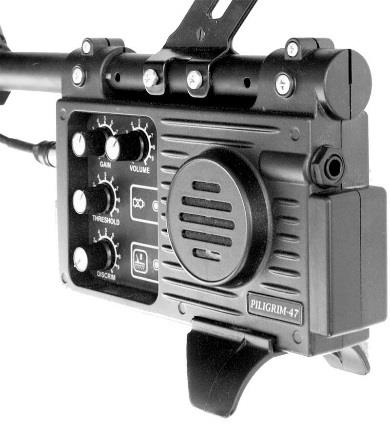 GAIN
VOLUME
THRESHOLD
DISCRIM
PILIGRIM-47